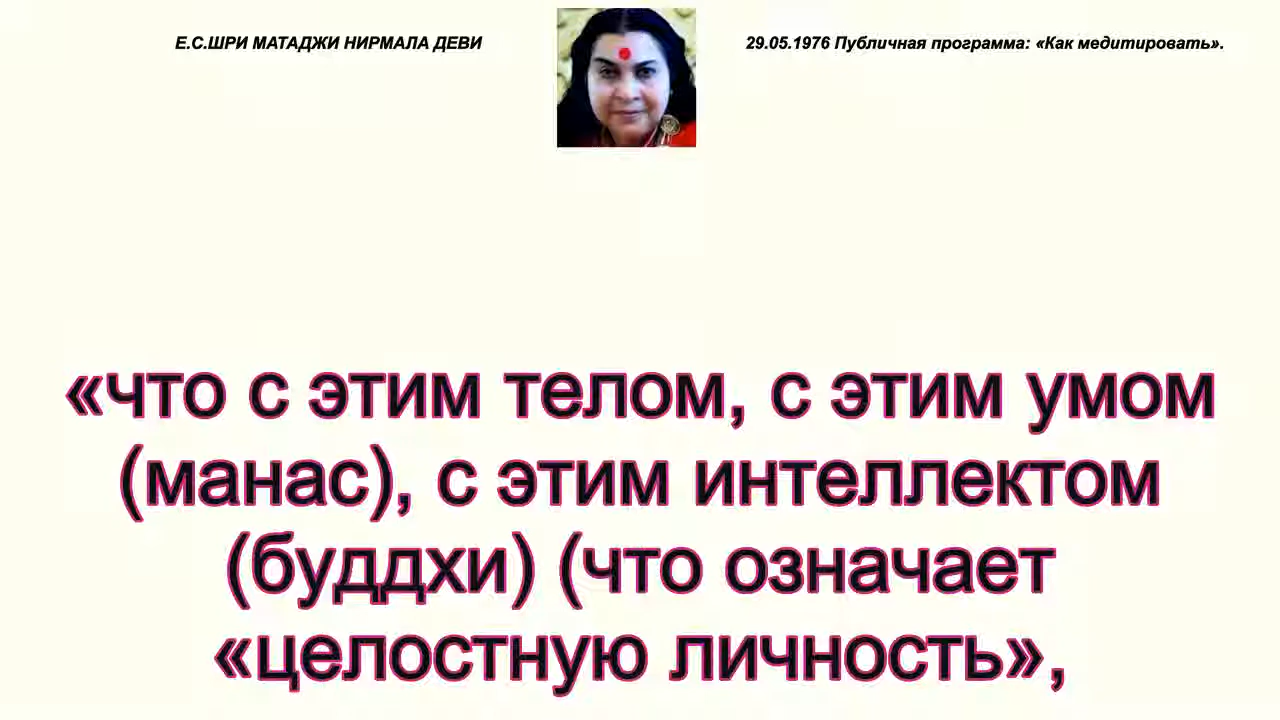 Е.С.ШРИ МАТАДЖИ НИРМАЛА ДЕВИ
29.05.1976 Публичная программа: «Как медитировать».
«что с этим телом, с этим умом
(манас), с этим интеллектом
(буддхи) (что означает
«целостную личность»,